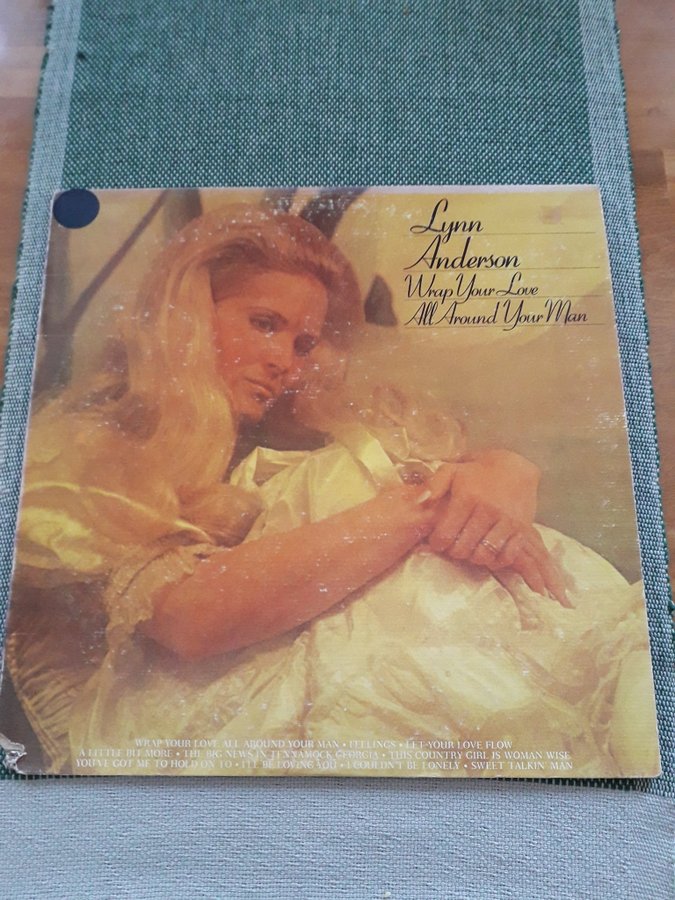 Lynn
Anderson
Wrap Your Love
All Around Your Man
WRAP YOUR LOVE ALL AROUND YOUR MAN • FEELINGS • LET YOUR LOVE FLOW
A LITTLE BIT MORE • THE BIG NEWS IN TENNAMOCK GEORGIA • THIS COUNTRY GIRL IS WOMAN WISE
YOU'VE GOT ME TO HOLD ON TO • I'LL BE LOVING YOU • I COULDN'T BE LONELY • SWEET TALKIN' MAN